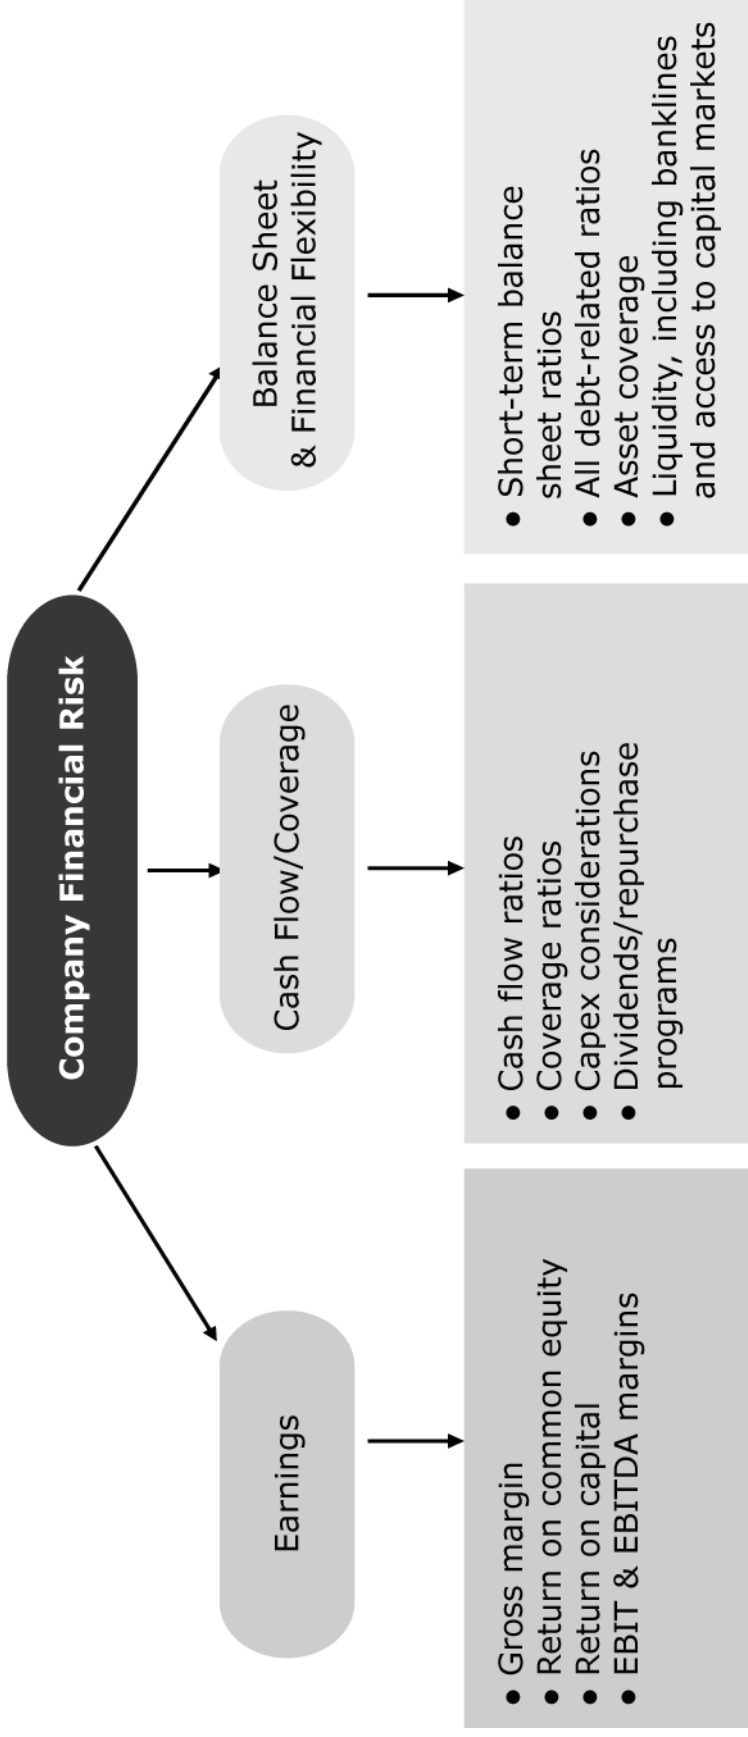 Company Financial Risk
Earnings
Cash Flow/Coverage
Balance Sheet
& Financial Flexibility
• Gross margin
• Return on common equity
• Return on capital
• EBIT & EBITDA margins
• Cash flow ratios
• Coverage ratios
• Capex considerations
• Dividends/repurchase
programs
• Short-term balance
sheet ratios
• All debt-related ratios
• Asset coverage
• Liquidity, including banklines
and access to capital markets